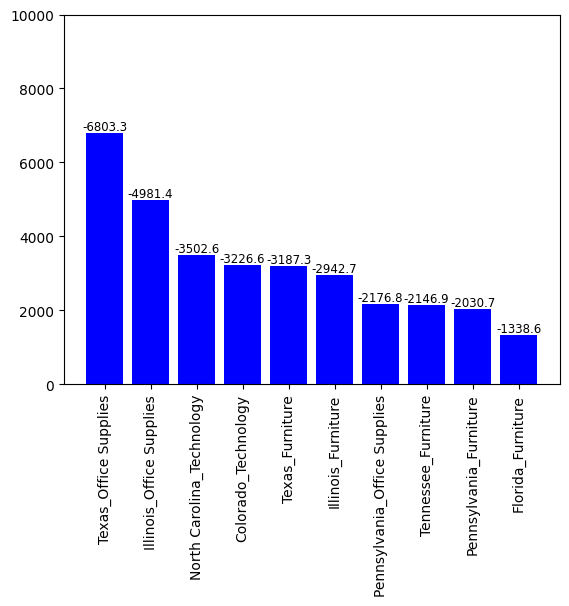 10000
8000
6000
4000
2000
0
-6803.3
-4981.4
-3502.6
-3226.6
-3187.3
-2942.7
-2176.8
-2146.9
-2030.7
-1338.6
Texas_Office Supplies
Illinois_Office Supplies
North Carolina_Technology
Colorado_Technology
Texas_Furniture
Illinois_Furniture
Pennsylvania_Office Supplies
Tennessee_Furniture
Pennsylvania_Furniture
Florida_Furniture